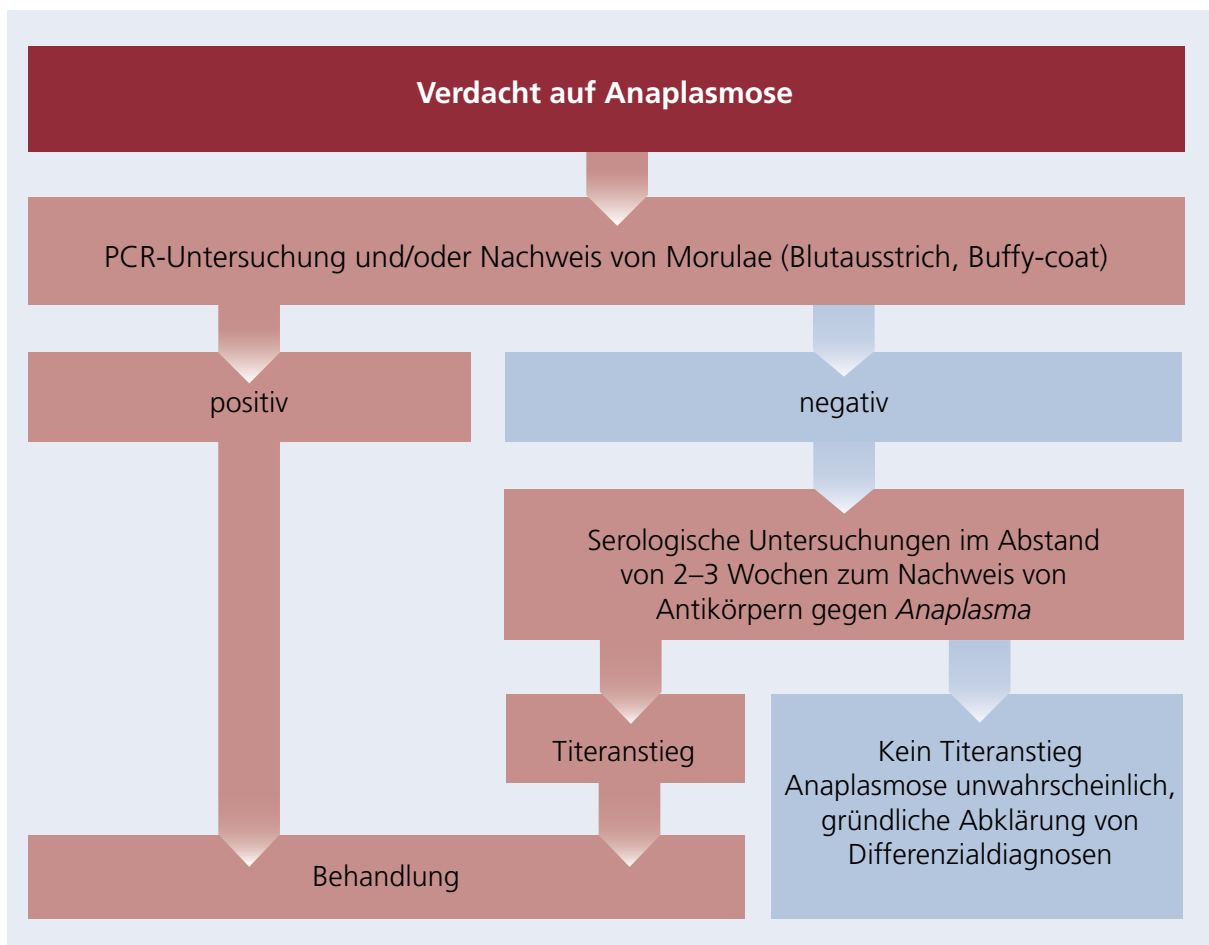 Verdacht auf Anaplasmose
PCR-Untersuchung und/oder Nachweis von Morulae (Blutausstrich, Buffy-coat)
positiv
negativ
Serologische Untersuchungen im Abstand
von 2–3 Wochen zum Nachweis von
Antikörpern gegen Anaplasma
Titeranstieg
Kein Titeranstieg
Anaplasmose unwahrscheinlich,
gründliche Abklärung von
Differenzialdiagnosen
Behandlung